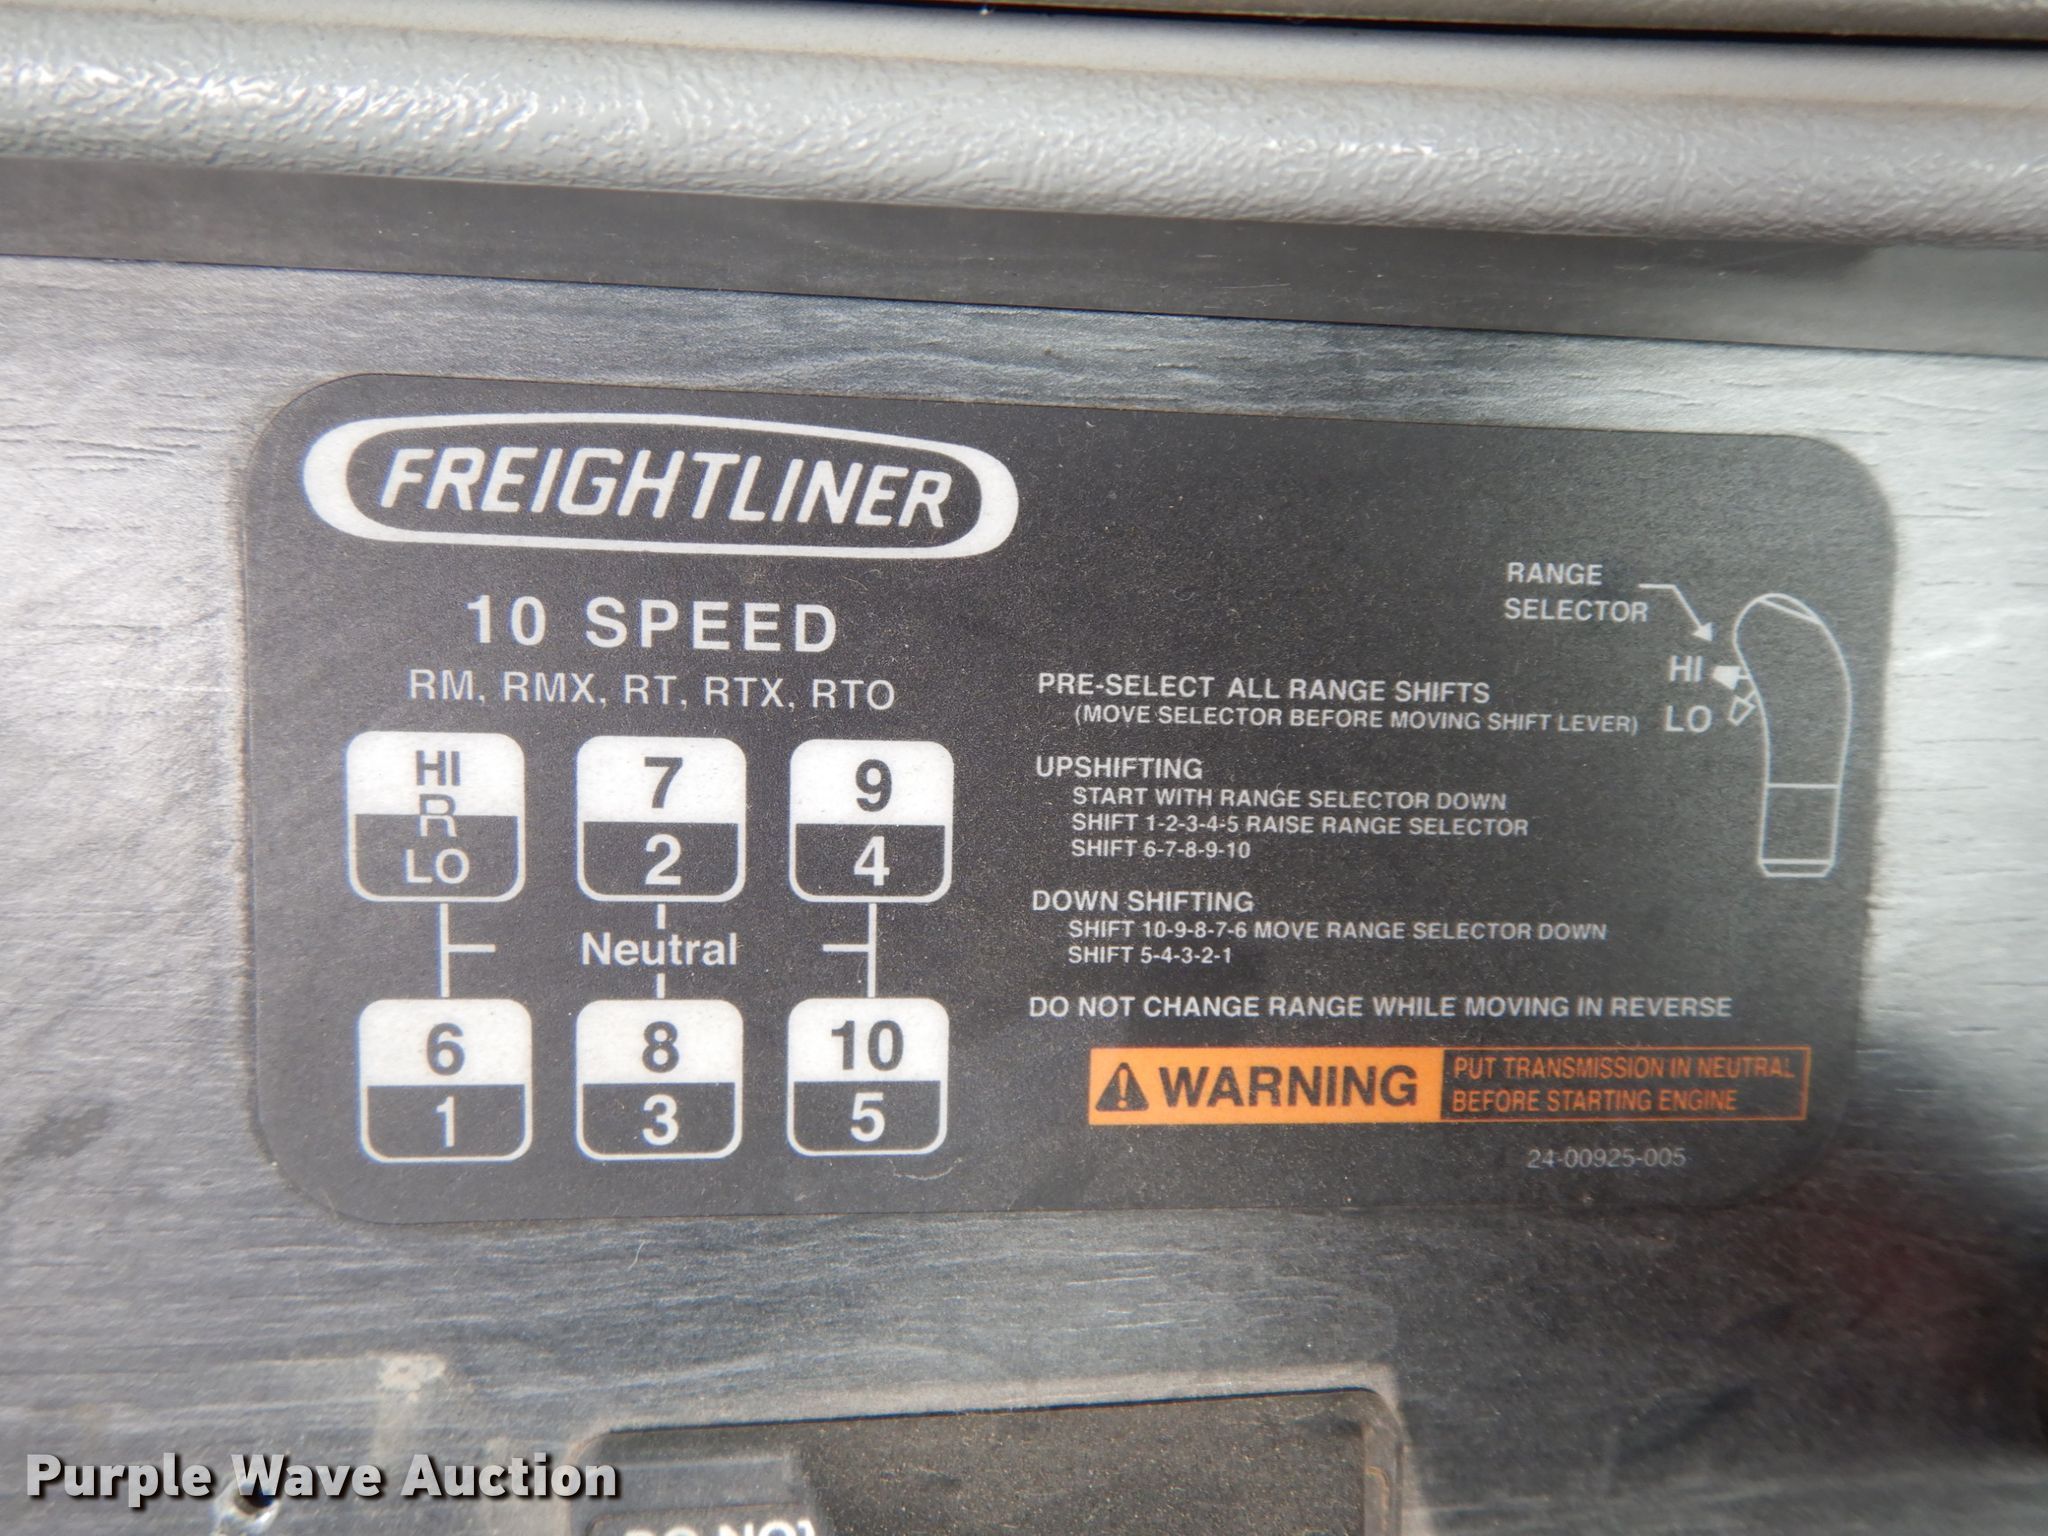 FREIGHTLINER
10 SPEED
RM, RMX, RT, RTX, RTO
HI
R
LO
7
2
9
4
Neutral
6
1
8
3
10
5
RANGE
SELECTOR
HI
LO
PRE-SELECT ALL RANGE SHIFTS
(MOVE SELECTOR BEFORE MOVING SHIFT LEVER)
UPSHIFTING
START WITH RANGE SELECTOR DOWN
SHIFT 1-2-3-4-5 RAISE RANGE SELECTOR
SHIFT 6-7-8-9-10
DOWN SHIFTING
SHIFT 10-9-8-7-6 MOVE RANGE SELECTOR DOWN
SHIFT 5-4-3-2-1
DO NOT CHANGE RANGE WHILE MOVING IN REVERSE
WARNING
PUT TRANSMISSION IN NEUTRAL
BEFORE STARTING ENGINE
24-00925-005
Purple Wave Auction
DO NOT